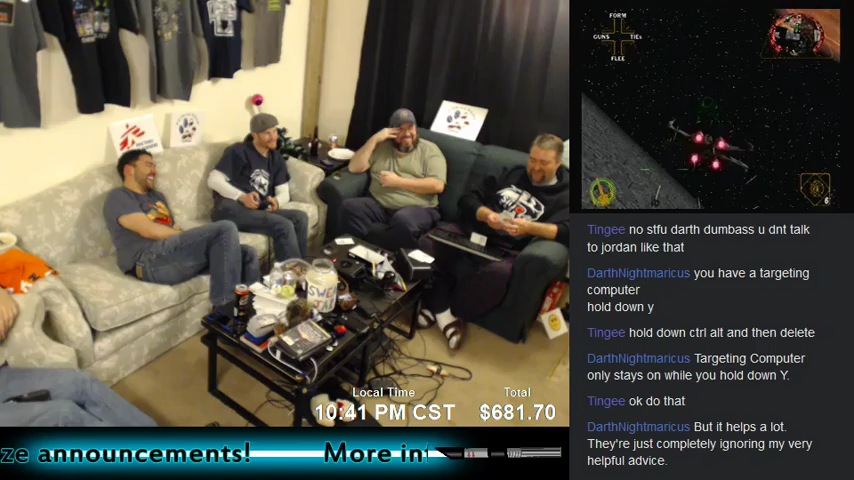 FORM
GUNS
TIEs
FLEE
6
SWEAR
JAR
Tingee no stfu darth dumbass u dnt talk
to jordan like that
DarthNightmaricus you have a targeting
computer
hold down y
Tingee hold down ctrl alt and then delete
DarthNightmaricus Targeting Computer
only stays on while you hold down Y.
Tingee ok do that
DarthNightmaricus But it helps a lot.
They're just completely ignoring my very
helpful advice.
Local Time
Total
10:41 PM CST
$681.70
ze announcements!
More in